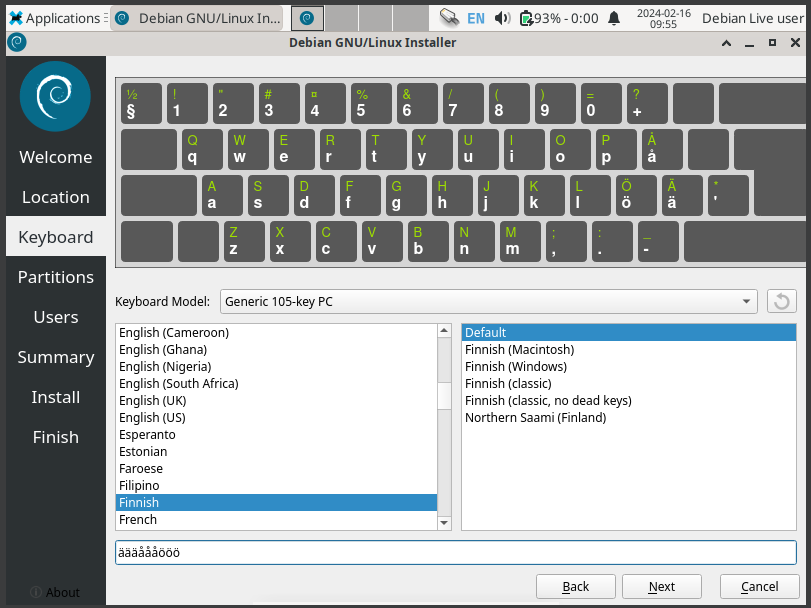 Applications
Debian GNU/Linux In...
EN
93% - 0:00
2024-02-16
09:55
Debian Live user
Debian GNU/Linux Installer
½ ! " # ¤ % & / ( ) = ?
§ 1 2 3 4 5 6 7 8 9 0 +
Q W E R T Y U I O P Å
q w e r t y u i o p å
A S D F G H J K L Ö Ä *
a s d f g h j k l ö ä '
Z X C V B N M ; : _
z x c v b n m , . -
Welcome
Location
Keyboard
Partitions
Users
Summary
Install
Finish
About
Keyboard Model: Generic 105-key PC
English (Cameroon)
English (Ghana)
English (Nigeria)
English (South Africa)
English (UK)
English (US)
Esperanto
Estonian
Faroese
Filipino
Finnish
French
Default
Finnish (Macintosh)
Finnish (Windows)
Finnish (classic)
Finnish (classic, no dead keys)
Northern Saami (Finland)
äääåååööö
Back
Next
Cancel